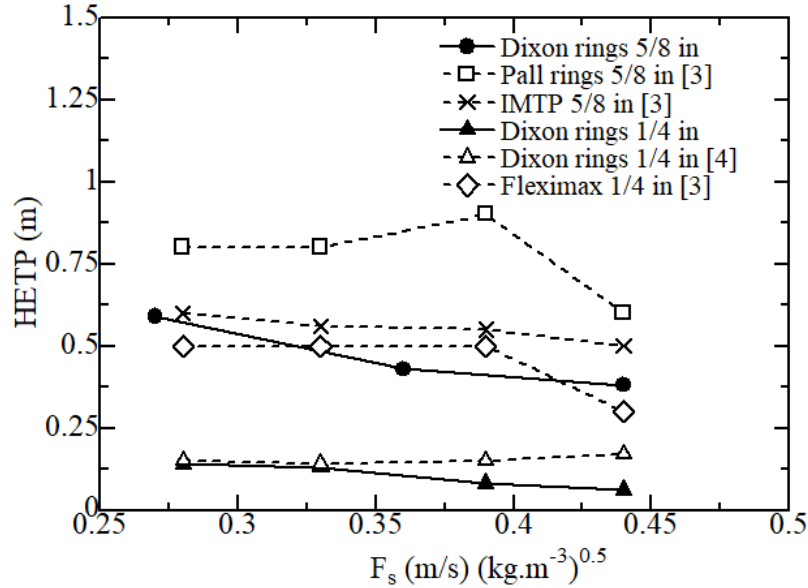 1.5
1.25
1
0.75
0.5
0.25
0
HETP (m)
Dixon rings 5/8 in
Pall rings 5/8 in [3]
IMTP 5/8 in [3]
Dixon rings 1/4 in
Dixon rings 1/4 in [4]
Fleximax 1/4 in [3]
0.25 0.3 0.35 0.4 0.45 0.5
Fₛ (m/s) (kg.m⁻³)⁰·⁵